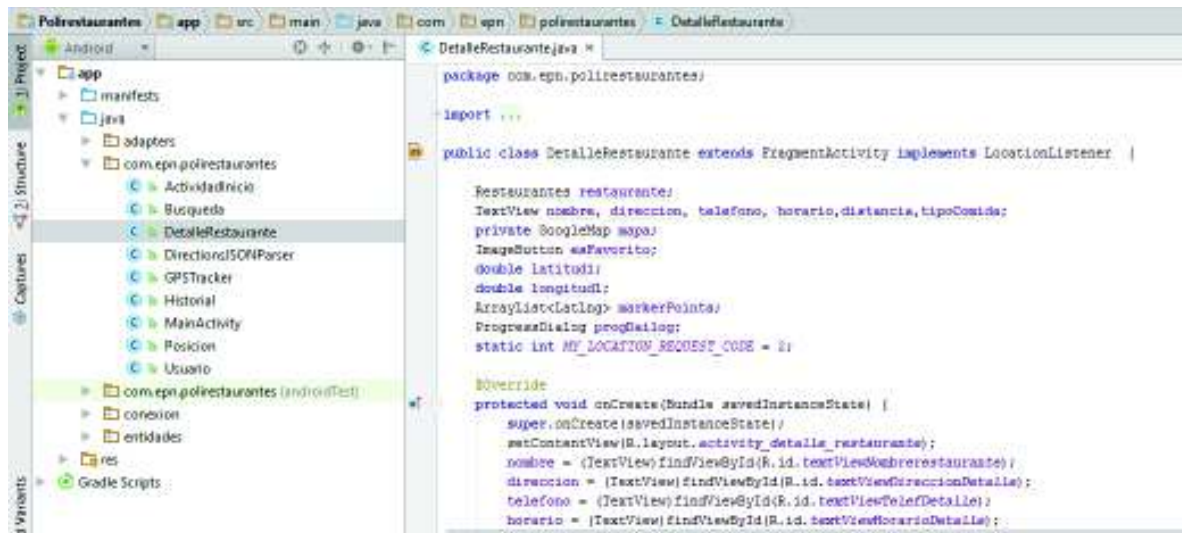 Polirestaurantes app src main java com epn polirestaurantes DetalleRestaurante
Android
DetalleRestaurante.java ×
1: Project
2: Structure
Captures
Variants
app
manifests
java
adapters
com.epn.polirestaurantes
ActividadInicio
Busqueda
DetalleRestaurante
DirectionsJSONParser
GPSTracker
Historial
MainActivity
Posicion
Usuario
com.epn.polirestaurantes (androidTest)
conexion
entidades
res
Gradle Scripts
package com.epn.polirestaurantes;
import ...
public class DetalleRestaurante extends FragmentActivity implements LocationListener {
Restaurantes restaurante;
TextView nombre, direccion, telefono, horario,distancia,tipoComida;
private GoogleMap mapa;
ImageButton esFavorito;
double latitud1;
double longitud1;
ArrayList<LatLng> markerPoints;
ProgressDialog progDailog;
static int MY_LOCATION_REQUEST_CODE = 2;
@Override
protected void onCreate(Bundle savedInstanceState) {
super.onCreate(savedInstanceState);
setContentView(R.layout.activity_detalle_restaurante);
nombre = (TextView)findViewById(R.id.textViewNombrerestaurante);
direccion = (TextView)findViewById(R.id.textViewDireccionDetalle);
telefono = (TextView)findViewById(R.id.textViewTelefDetalle);
horario = (TextView)findViewById(R.id.textViewHorarioDetalle);